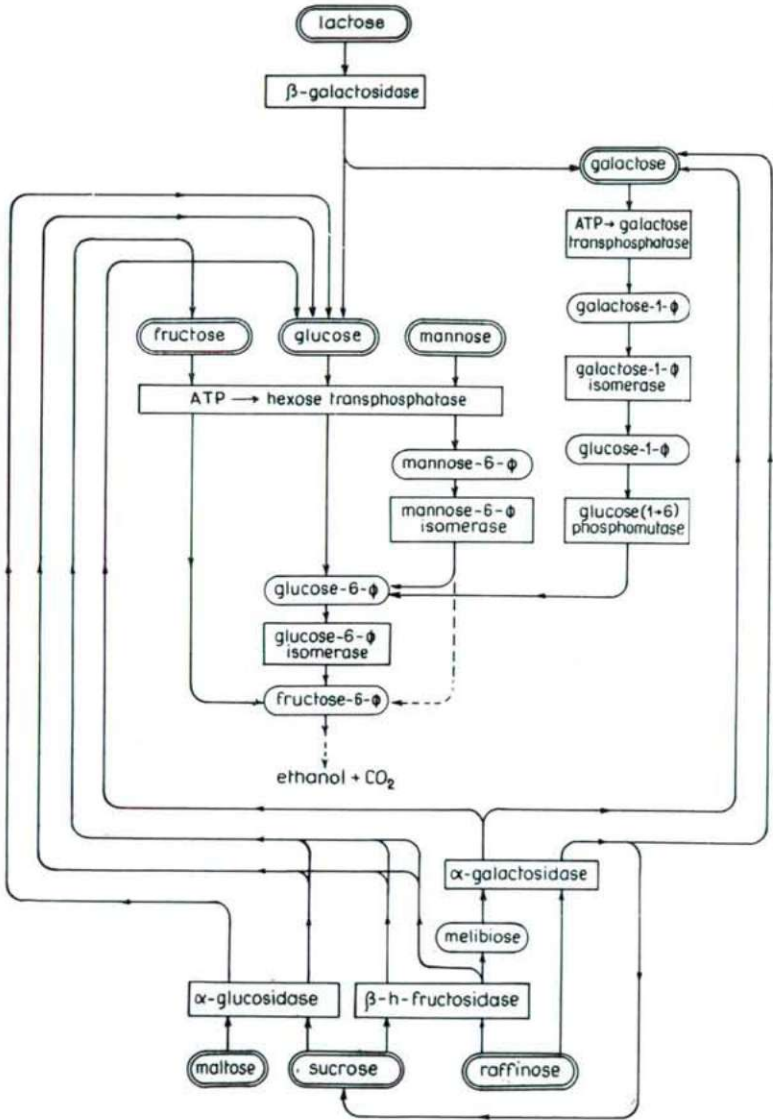 lactose
β-galactosidase
galactose
ATP→ galactose
transphosphatase
galactose-1-ϕ
fructose
glucose
mannose
galactose-1-ϕ
isomerase
ATP ⟶ hexose transphosphatase
mannose-6-ϕ
glucose-1-ϕ
mannose-6-ϕ
isomerase
glucose(1→6)
phosphomutase
glucose-6-ϕ
glucose-6-ϕ
isomerase
fructose-6-ϕ
ethanol + CO₂
α-galactosidase
melibiose
α-glucosidase
β-h-fructosidase
maltose
sucrose
raffinose